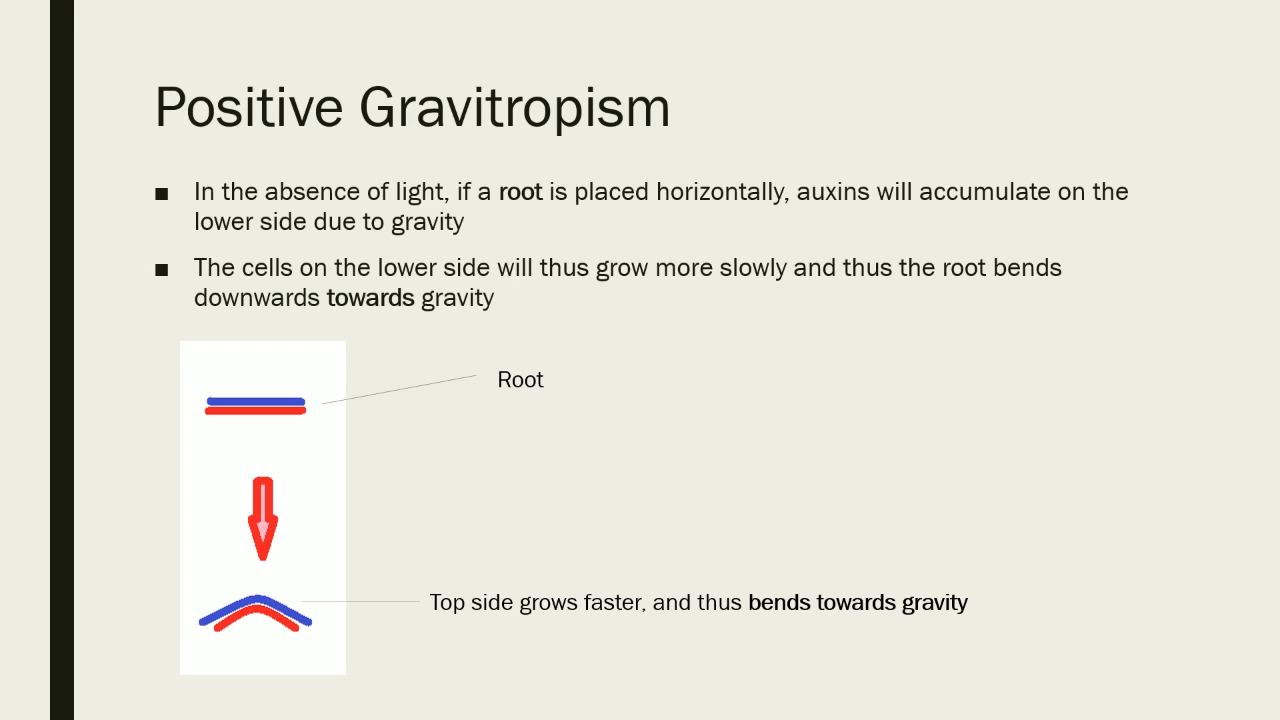 Positive Gravitropism
▪ In the absence of light, if a root is placed horizontally, auxins will accumulate on the
lower side due to gravity
▪ The cells on the lower side will thus grow more slowly and thus the root bends
downwards towards gravity
Root
Top side grows faster, and thus bends towards gravity